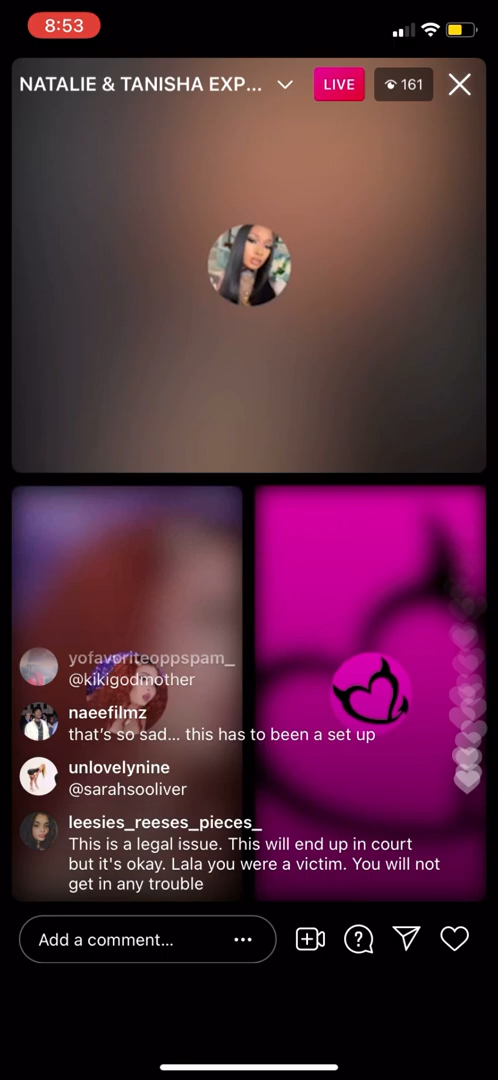 8:53
NATALIE & TANISHA EXP...
LIVE
161
yofavoriteoppspam_
@kikigodmother
naeefilmz
that's so sad... this has to been a set up
unlovelynine
@sarahsooliver
leesies_reeses_pieces_
This is a legal issue. This will end up in court
but it's okay. Lala you were a victim. You will not
get in any trouble
Add a comment...